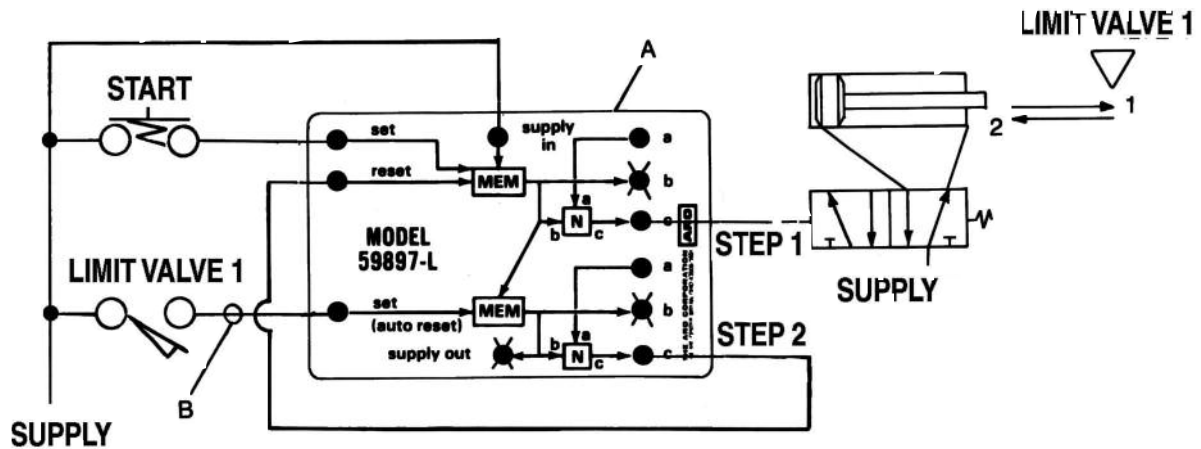 LIMIT VALVE 1
A
START
1
2
set
supply in
a
reset
MEM
b
a
N
b
c
c
ARO
MODEL
59897-L
STEP 1
LIMIT VALVE 1
SUPPLY
a
set
(auto reset)
MEM
b
STEP 2
supply out
b
a
N
c
c
B
SUPPLY